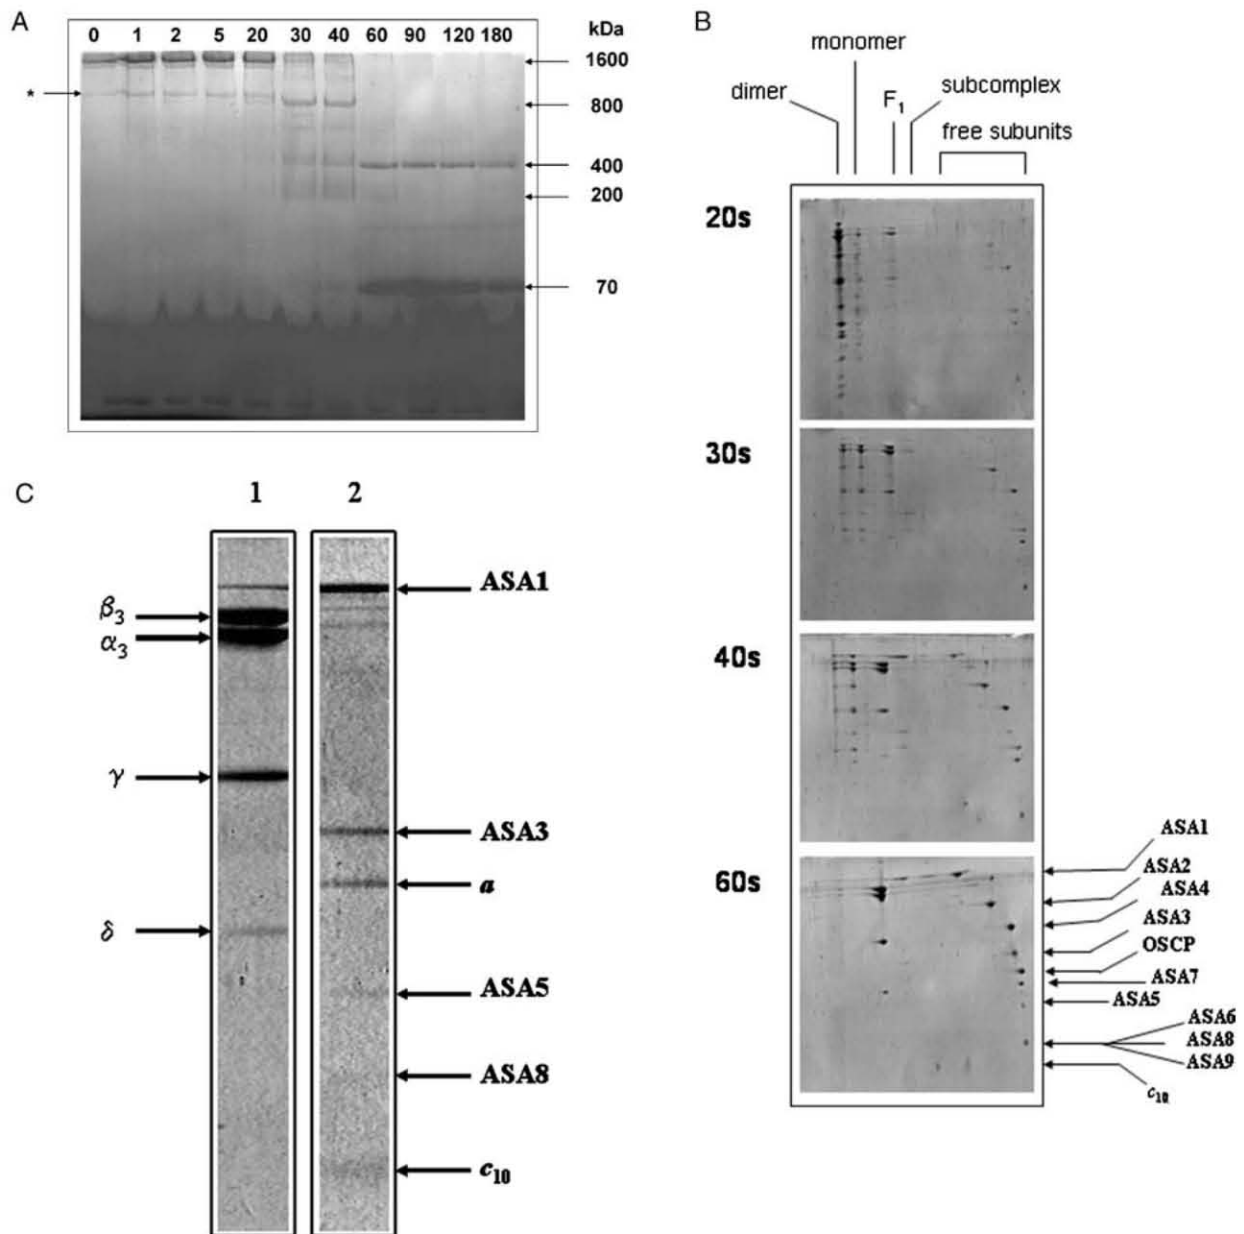 A
0 1 2 5 20 30 40 60 90 120 180 kDa
1600
*
800
400
200
70
B
monomer
dimer
F1
subcomplex
free subunits
20s
30s
40s
60s
ASA1
ASA2
ASA4
ASA3
OSCP
ASA7
ASA5
ASA6
ASA8
ASA9
c10
C
1 2
ASA1
β3
α3
γ
ASA3
a
δ
ASA5
ASA8
c10